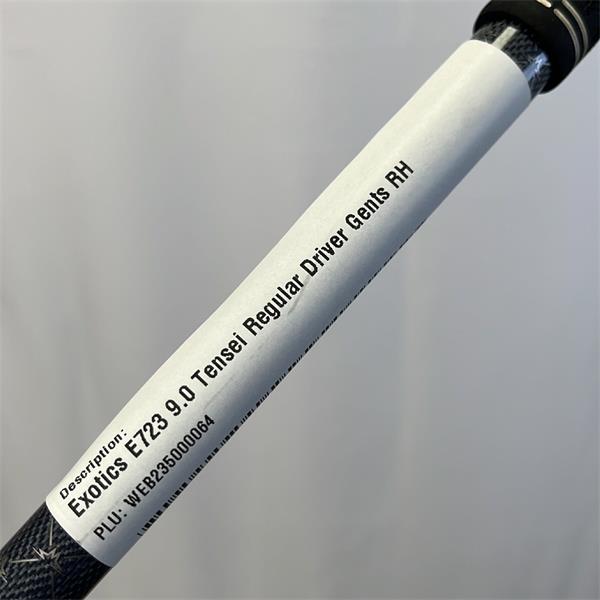 Description:
Exotics E723 9.0 Tensei Regular Driver Gents RH
PLU: WEB235000064